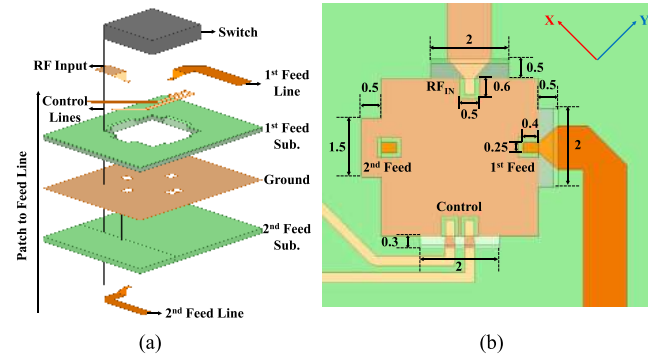 Switch
RF Input
1st Feed
Line
Control
Lines
1st Feed
Sub.
Ground
2nd Feed
Sub.
2nd Feed Line
Patch to Feed Line
(a)
X
Y
2
0.5
RFIN
0.6
0.5
0.5
0.5
1.5
0.4
0.25
2
2nd Feed
1st Feed
Control
0.3
2
(b)